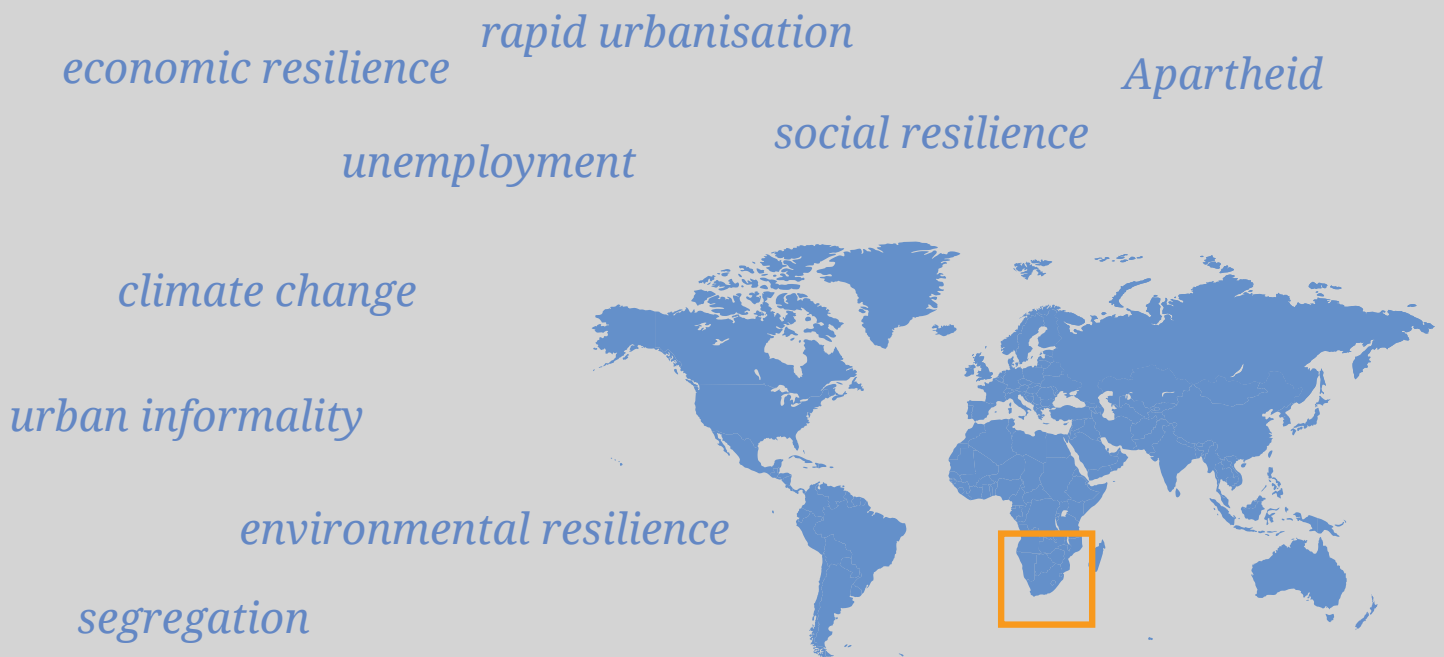 rapid urbanisation
economic resilience
Apartheid
social resilience
unemployment
climate change
urban informality
environmental resilience
segregation